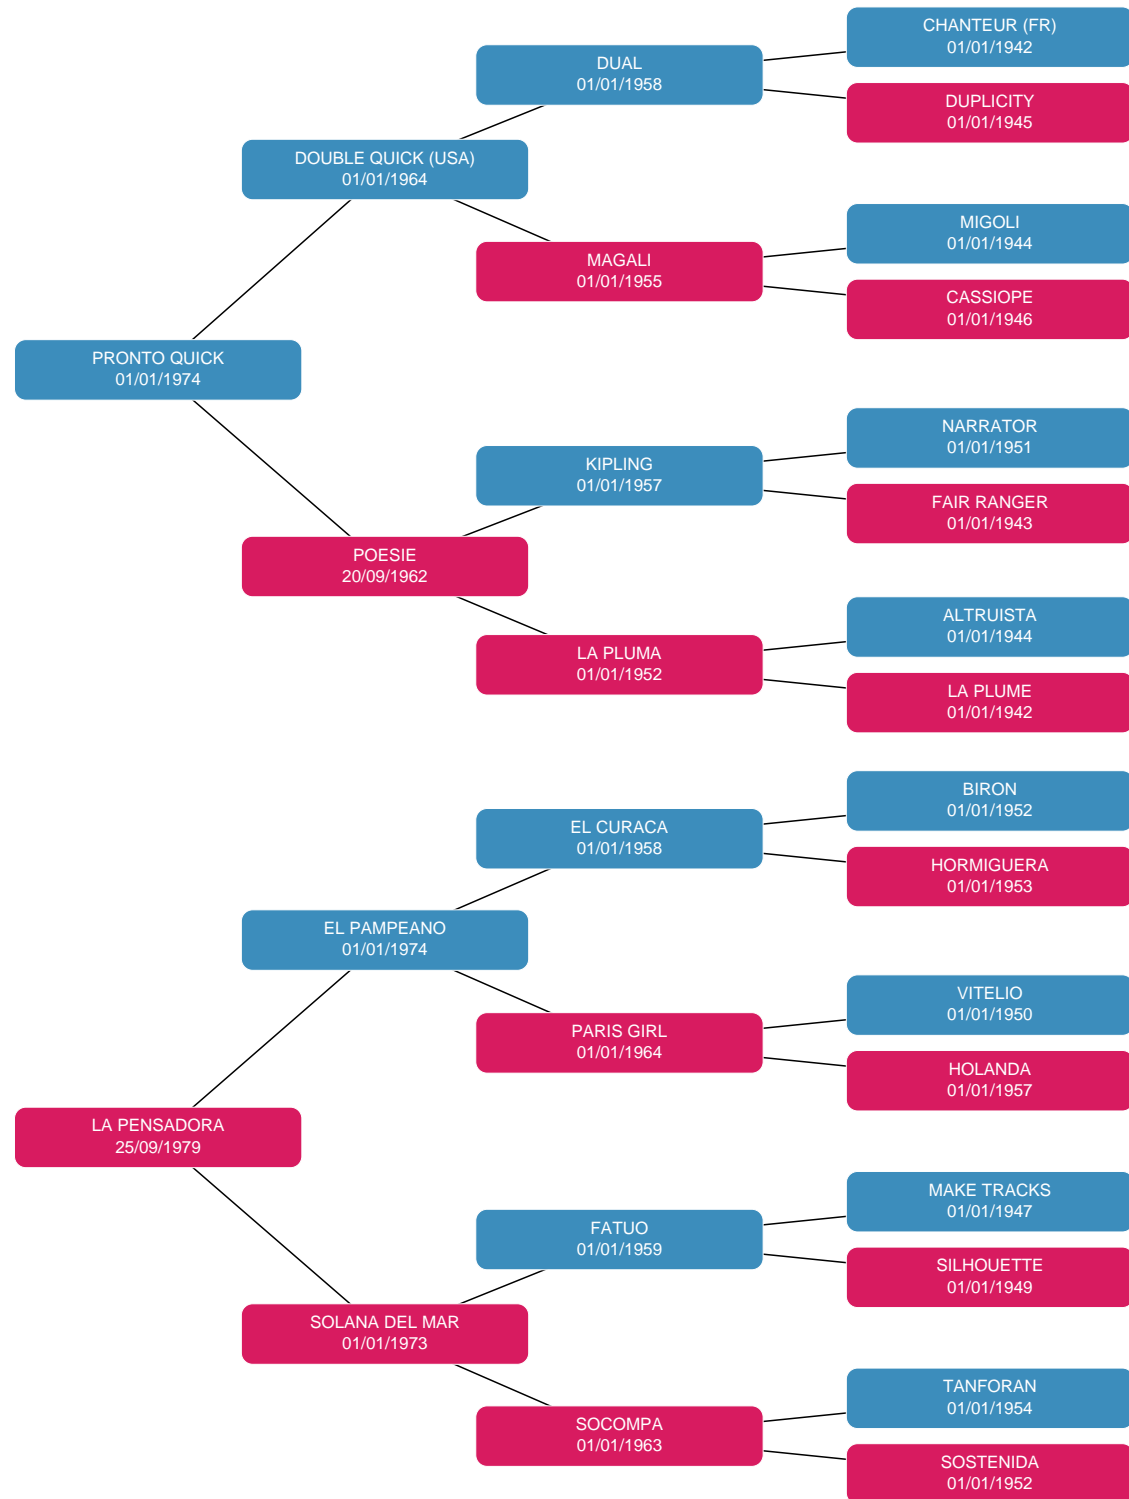 CHANTEUR (FR)
01/01/1942
DUAL
01/01/1958
DUPLICITY
01/01/1945
DOUBLE QUICK (USA)
01/01/1964
MIGOLI
01/01/1944
MAGALI
01/01/1955
CASSIOPE
01/01/1946
PRONTO QUICK
01/01/1974
NARRATOR
01/01/1951
KIPLING
01/01/1957
FAIR RANGER
01/01/1943
POESIE
20/09/1962
ALTRUISTA
01/01/1944
LA PLUMA
01/01/1952
LA PLUME
01/01/1942
BIRON
01/01/1952
EL CURACA
01/01/1958
HORMIGUERA
01/01/1953
EL PAMPEANO
01/01/1974
VITELIO
01/01/1950
PARIS GIRL
01/01/1964
HOLANDA
01/01/1957
LA PENSADORA
25/09/1979
MAKE TRACKS
01/01/1947
FATUO
01/01/1959
SILHOUETTE
01/01/1949
SOLANA DEL MAR
01/01/1973
TANFORAN
01/01/1954
SOCOMPA
01/01/1963
SOSTENIDA
01/01/1952